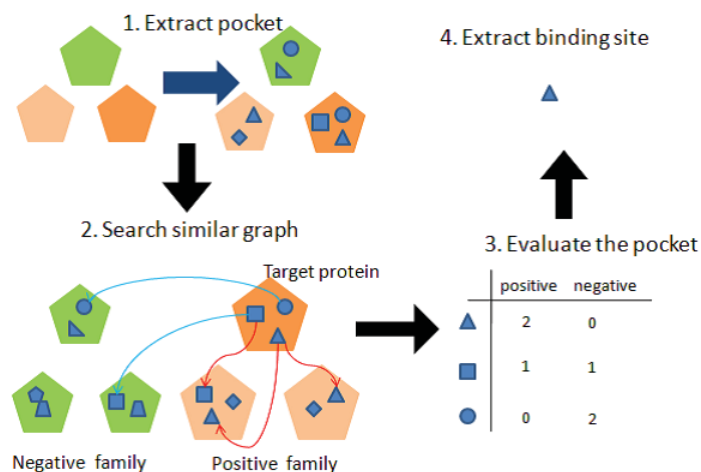 1. Extract pocket
4. Extract binding site
2. Search similar graph
Target protein
Negative family
Positive family
3. Evaluate the pocket
positive negative
2 0
1 1
0 2